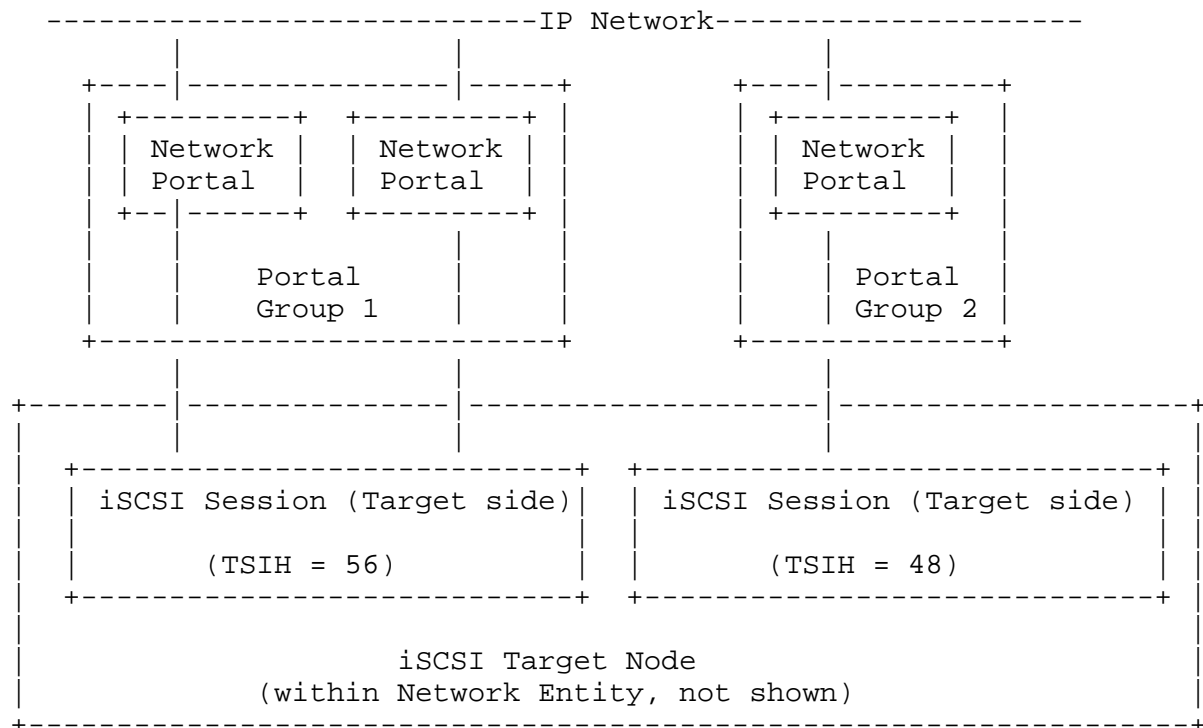 IP Network
Network Network Network
Portal Portal Portal
Portal Portal
Group 1 Group 2
iSCSI Session (Target side) iSCSI Session (Target side)
(TSIH = 56) (TSIH = 48)
iSCSI Target Node
(within Network Entity, not shown)